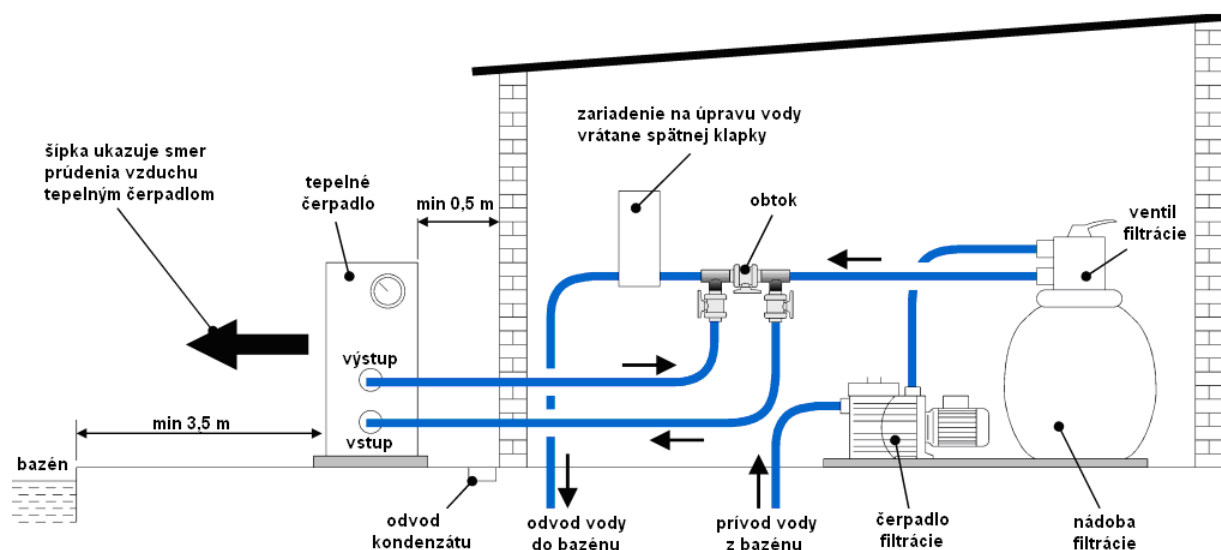 zariadenie na úpravu vody
vrátane spätnej klapky
šípka ukazuje smer
prúdenia vzduchu
tepelným čerpadlom
tepelné
čerpadlo
min 0,5 m
obtok
ventil
filtrácie
výstup
min 3,5 m
vstup
bazén
odvod
kondenzátu
odvod vody
do bazénu
prívod vody
z bazénu
čerpadlo
filtrácie
nádoba
filtrácie